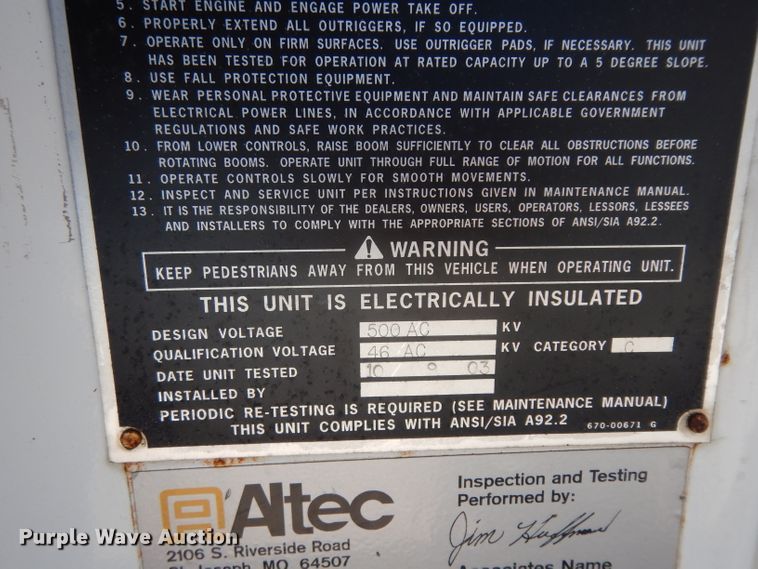 5. START ENGINE AND ENGAGE POWER TAKE OFF.
6. PROPERLY EXTEND ALL OUTRIGGERS, IF SO EQUIPPED.
7. OPERATE ONLY ON FIRM SURFACES. USE OUTRIGGER PADS, IF NECESSARY. THIS UNIT
HAS BEEN TESTED FOR OPERATION AT RATED CAPACITY UP TO A 5 DEGREE SLOPE.
8. USE FALL PROTECTION EQUIPMENT.
9. WEAR PERSONAL PROTECTIVE EQUIPMENT AND MAINTAIN SAFE CLEARANCES FROM
ELECTRICAL POWER LINES, IN ACCORDANCE WITH APPLICABLE GOVERNMENT
REGULATIONS AND SAFE WORK PRACTICES.
10. FROM LOWER CONTROLS, RAISE BOOM SUFFICIENTLY TO CLEAR ALL OBSTRUCTIONS BEFORE
ROTATING BOOMS. OPERATE UNIT THROUGH FULL RANGE OF MOTION FOR ALL FUNCTIONS.
11. OPERATE CONTROLS SLOWLY FOR SMOOTH MOVEMENTS.
12. INSPECT AND SERVICE UNIT PER INSTRUCTIONS GIVEN IN MAINTENANCE MANUAL.
13. IT IS THE RESPONSIBILITY OF THE DEALERS, OWNERS, USERS, OPERATORS, LESSORS, LESSEES
AND INSTALLERS TO COMPLY WITH THE APPROPRIATE SECTIONS OF ANSI/SIA A92.2.
WARNING
KEEP PEDESTRIANS AWAY FROM THIS VEHICLE WHEN OPERATING UNIT.
THIS UNIT IS ELECTRICALLY INSULATED
DESIGN VOLTAGE 500 AC KV
QUALIFICATION VOLTAGE 46 AC KV CATEGORY C
DATE UNIT TESTED 10 9 03
INSTALLED BY
PERIODIC RE-TESTING IS REQUIRED (SEE MAINTENANCE MANUAL)
THIS UNIT COMPLIES WITH ANSI/SIA A92.2 670-00671 G
Altec
Inspection and Testing
Performed by:
Jim Huffman
2106 S. Riverside Road
St. Joseph, MO 64507
Associates Name
Purple Wave Auction